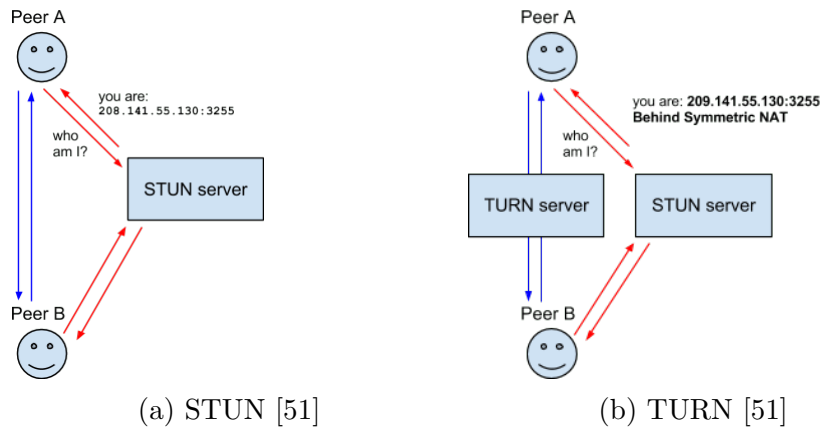 Peer A
you are:
208.141.55.130:3255
who
am I?
STUN server
Peer B
(a) STUN [51]
Peer A
you are: 209.141.55.130:3255
Behind Symmetric NAT
who
am I?
TURN server
STUN server
Peer B
(b) TURN [51]